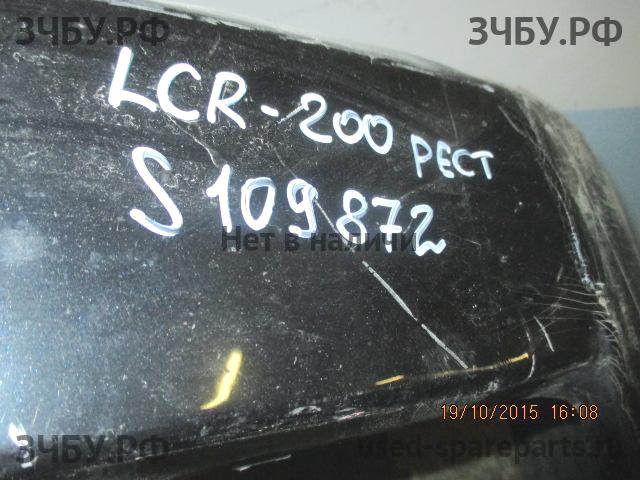 ЗЧБУ.РФ ЗЧБУ.РФ
LCR-200 РЕСТ
S109872
Нет в наличии
19/10/2015 16:08
ЗЧБУ.РФ used-spareparts.ru